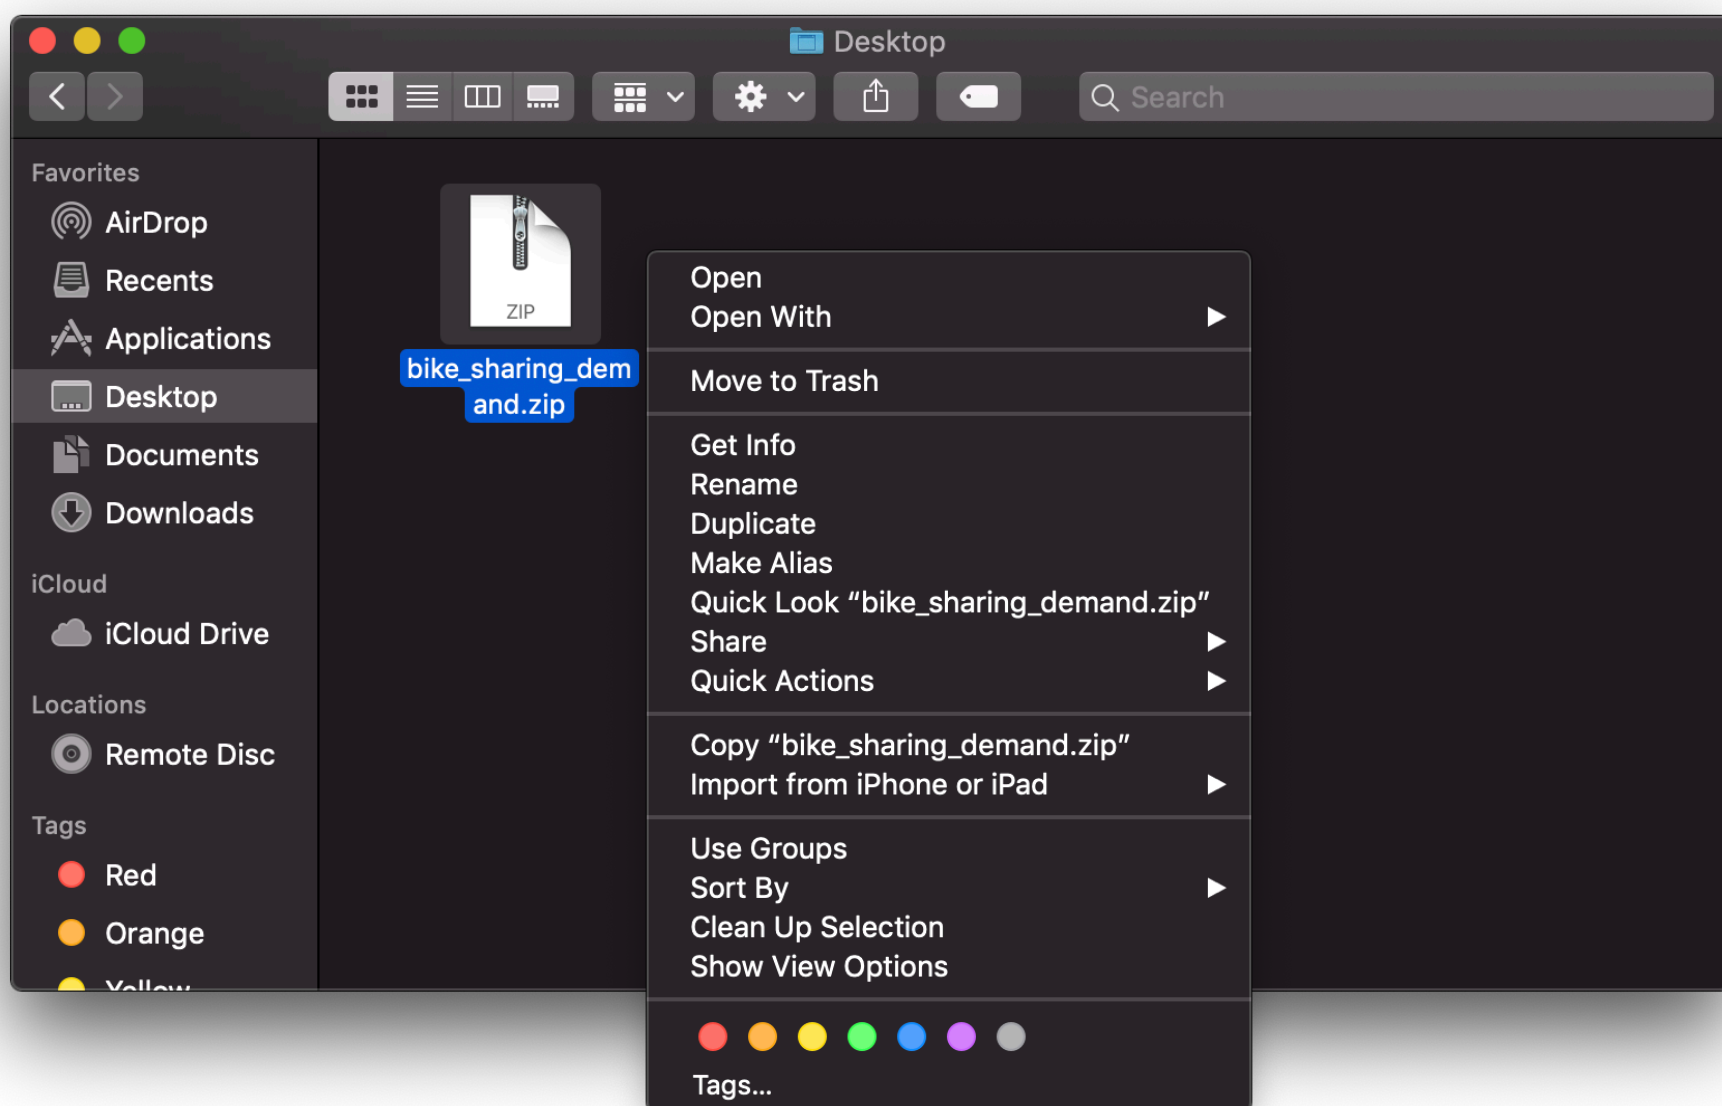 Desktop
Search
Favorites
AirDrop
Recents
Applications
Desktop
Documents
Downloads
iCloud
iCloud Drive
Locations
Remote Disc
Tags
Red
Orange
Yellow
ZIP
bike_sharing_dem
and.zip
Open
Open With
Move to Trash
Get Info
Rename
Duplicate
Make Alias
Quick Look “bike_sharing_demand.zip”
Share
Quick Actions
Copy “bike_sharing_demand.zip”
Import from iPhone or iPad
Use Groups
Sort By
Clean Up Selection
Show View Options
Tags...